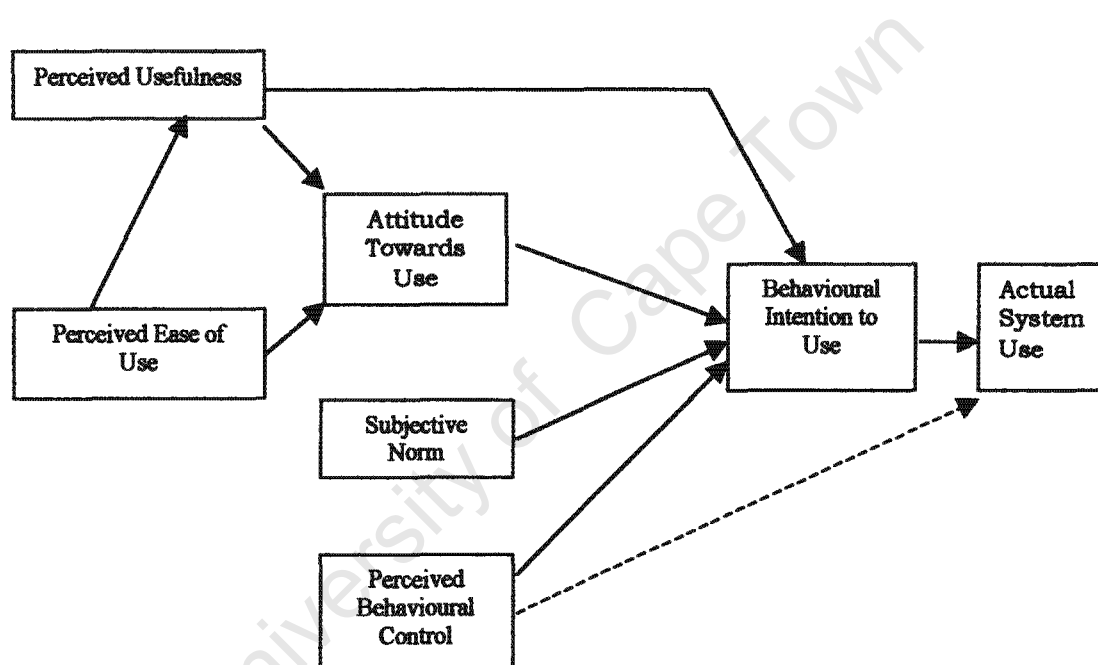 Perceived Usefulness
Attitude
Towards
Use
Perceived Ease of
Use
Behavioural
Intention to
Use
Actual
System
Use
Subjective
Norm
Perceived
Behavioural
Control
University of Cape Town